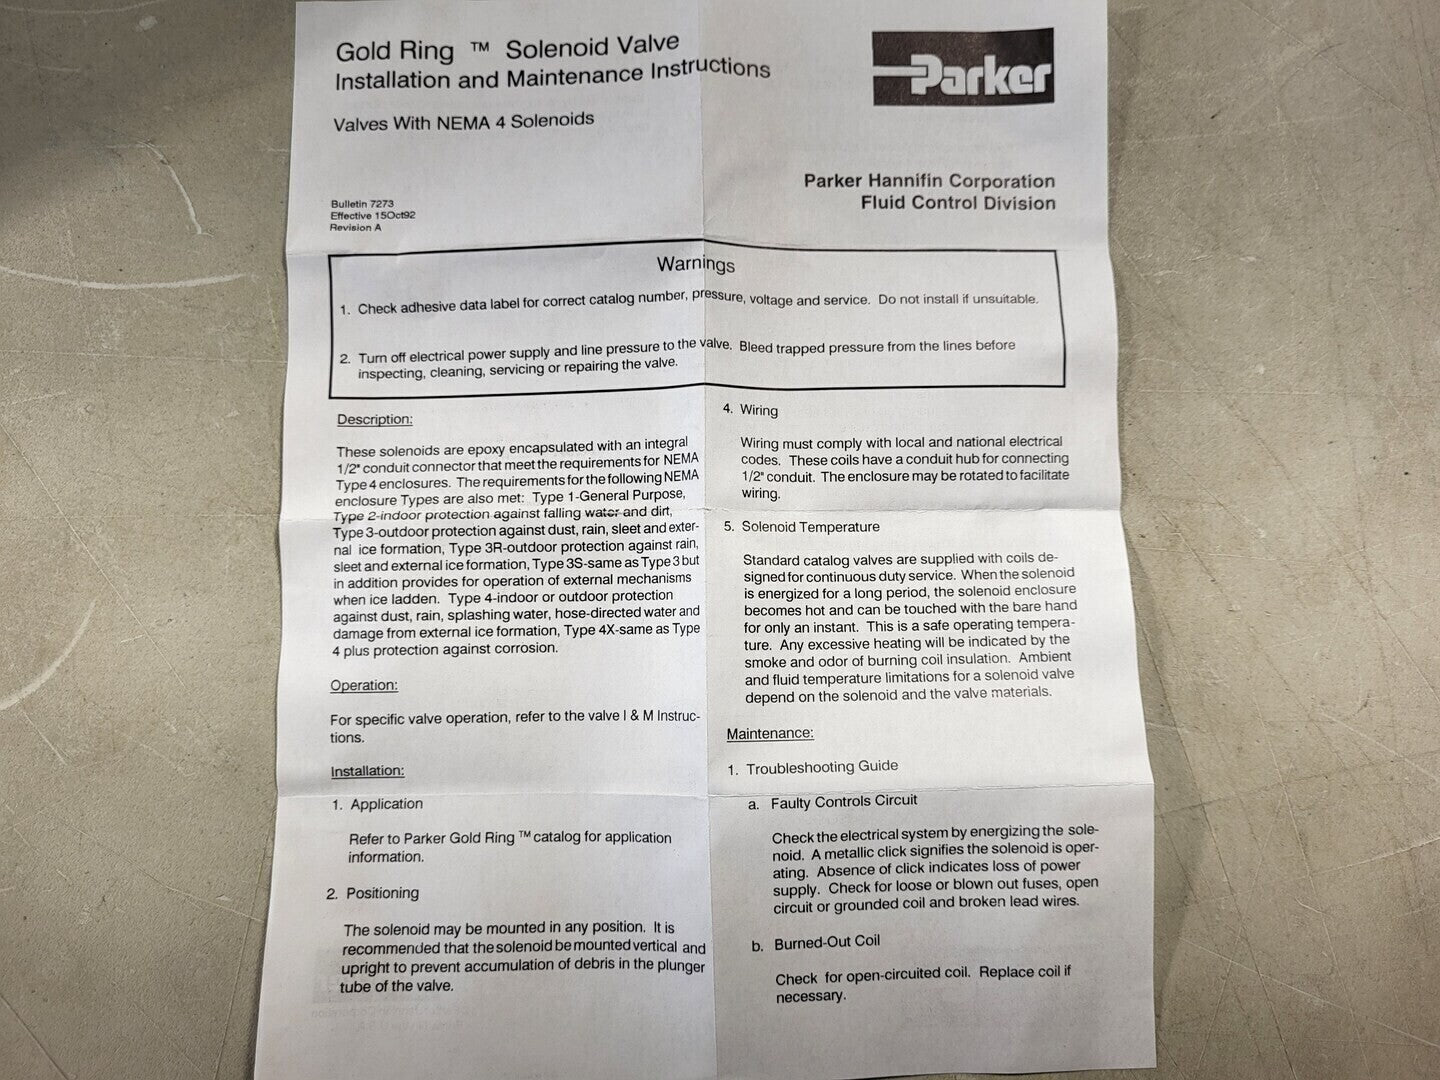 Gold Ring ™ Solenoid Valve
Installation and Maintenance Instructions
Valves With NEMA 4 Solenoids
Parker
Parker Hannifin Corporation
Fluid Control Division
Bulletin 7273
Effective 15Oct92
Revision A
Warnings
1. Check adhesive data label for correct catalog number, pressure, voltage and service. Do not install if unsuitable.
2. Turn off electrical power supply and line pressure to the valve. Bleed trapped pressure from the lines before
inspecting, cleaning, servicing or repairing the valve.
Description:
These solenoids are epoxy encapsulated with an integral
1/2" conduit connector that meet the requirements for NEMA
Type 4 enclosures. The requirements for the following NEMA
enclosure Types are also met: Type 1-General Purpose,
Type 2-indoor protection against falling water and dirt,
Type 3-outdoor protection against dust, rain, sleet and exter-
nal ice formation, Type 3R-outdoor protection against rain,
sleet and external ice formation, Type 3S-same as Type 3 but
in addition provides for operation of external mechanisms
when ice laden. Type 4-indoor or outdoor protection
against dust, rain, splashing water, hose-directed water and
damage from external ice formation, Type 4X-same as Type
4 plus protection against corrosion.
Operation:
For specific valve operation, refer to the valve I & M Instruc-
tions.
Installation:
1. Application
Refer to Parker Gold Ring ™ catalog for application
information.
2. Positioning
The solenoid may be mounted in any position. It is
recommended that the solenoid be mounted vertical and
upright to prevent accumulation of debris in the plunger
tube of the valve.
4. Wiring
Wiring must comply with local and national electrical
codes. These coils have a conduit hub for connecting
1/2" conduit. The enclosure may be rotated to facilitate
wiring.
5. Solenoid Temperature
Standard catalog valves are supplied with coils de-
signed for continuous duty service. When the solenoid
is energized for a long period, the solenoid enclosure
becomes hot and can be touched with the bare hand
for only an instant. This is a safe operating tempera-
ture. Any excessive heating will be indicated by the
smoke and odor of burning coil insulation. Ambient
and fluid temperature limitations for a solenoid valve
depend on the solenoid and the valve materials.
Maintenance:
1. Troubleshooting Guide
a. Faulty Controls Circuit
Check the electrical system by energizing the sole-
noid. A metallic click signifies the solenoid is oper-
ating. Absence of click indicates loss of power
supply. Check for loose or blown out fuses, open
circuit or grounded coil and broken lead wires.
b. Burned-Out Coil
Check for open-circuited coil. Replace coil if
necessary.